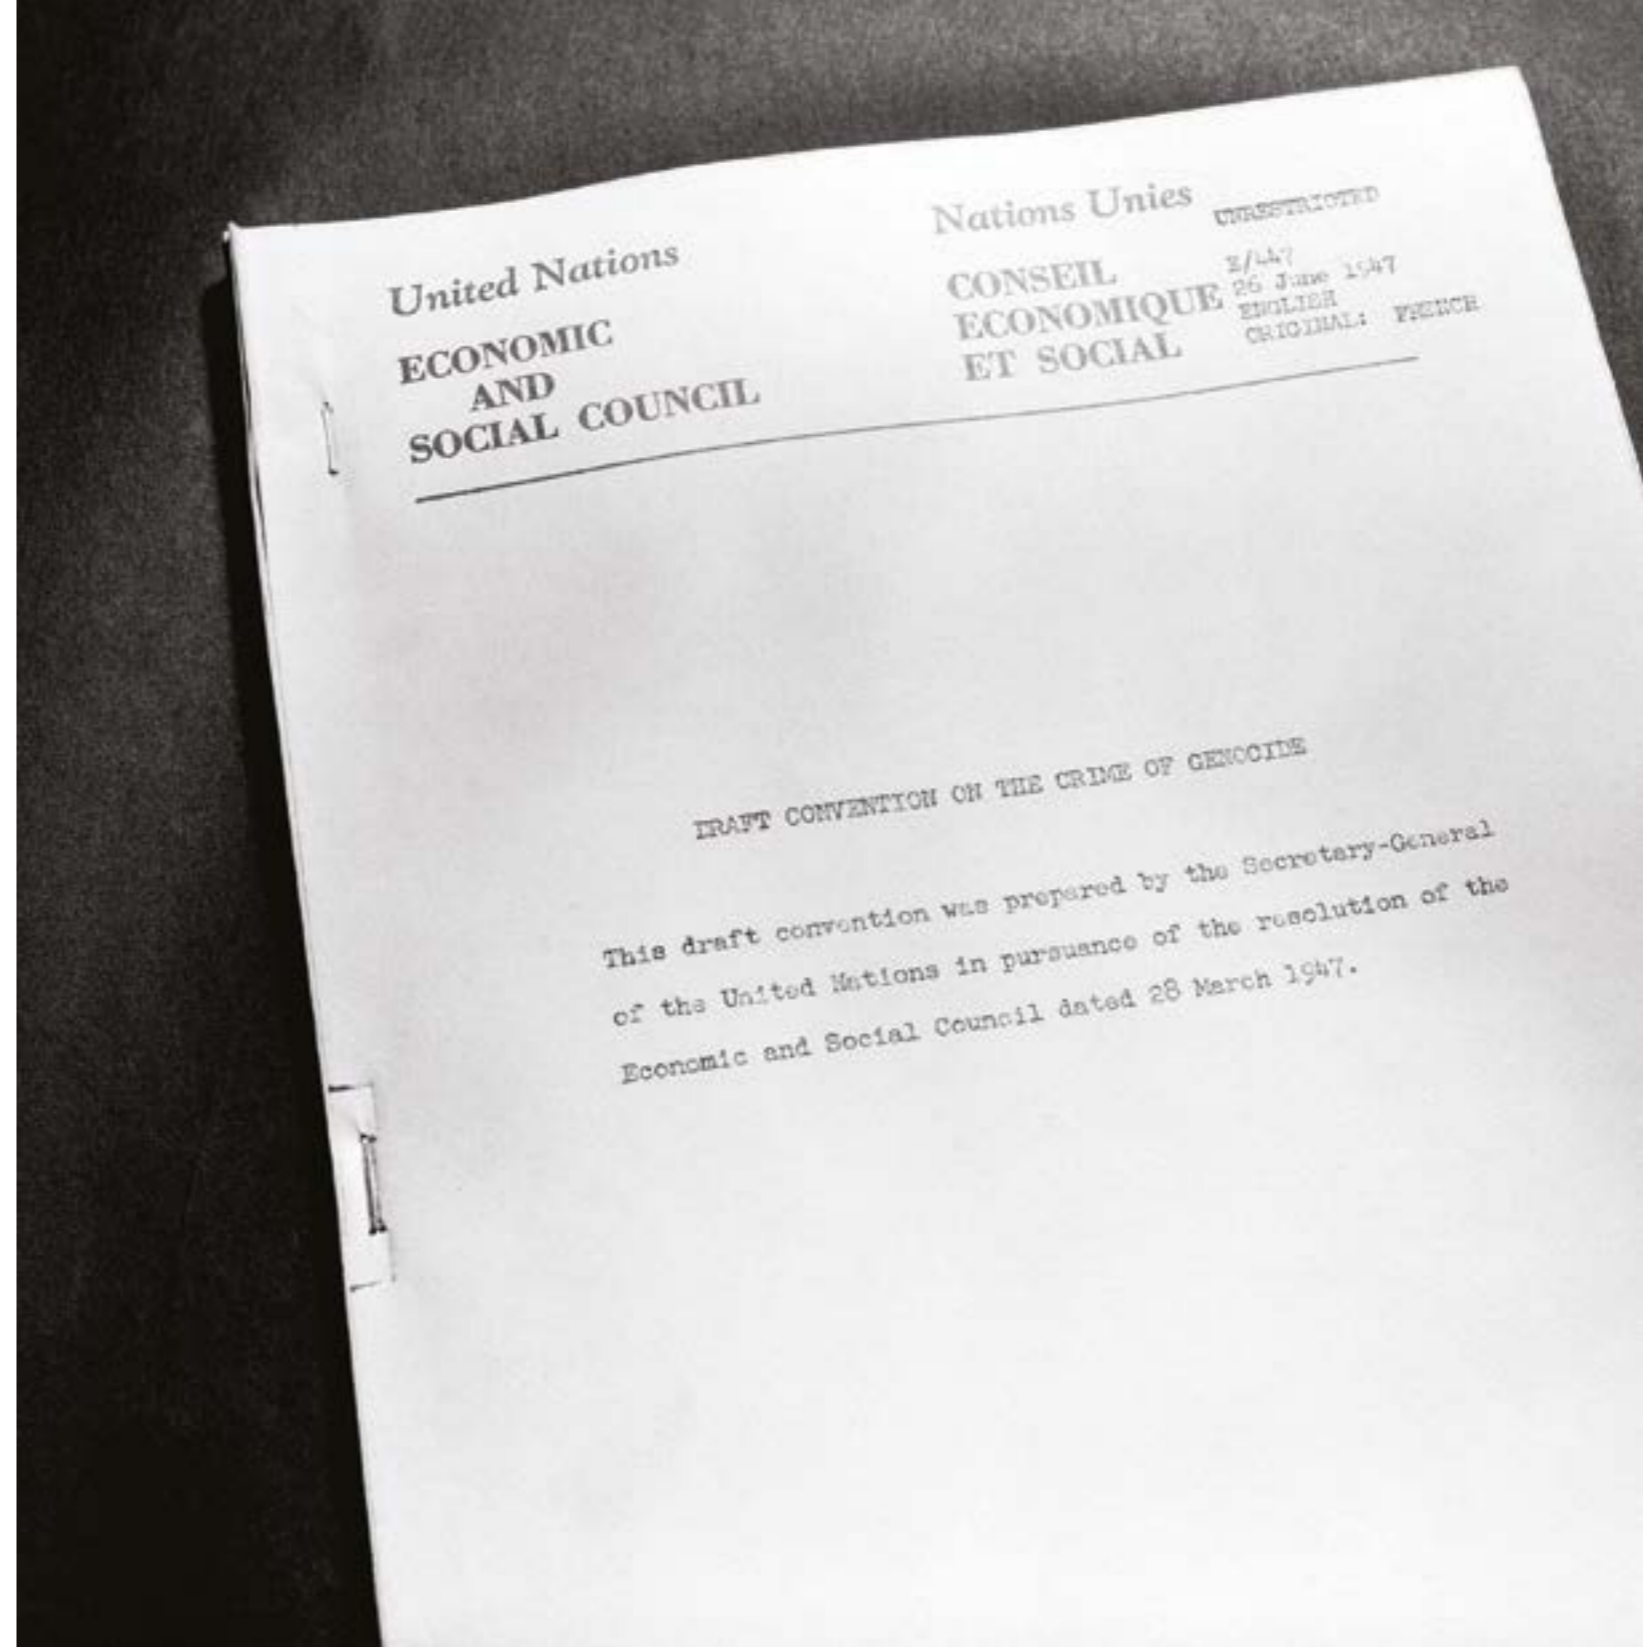 United Nations
ECONOMIC
AND
SOCIAL COUNCIL
Nations Unies
CONSEIL
ECONOMIQUE
ET SOCIAL
UNRESTRICTED
E/447
26 June 1947
ENGLISH
ORIGINAL: FRENCH
DRAFT CONVENTION ON THE CRIME OF GENOCIDE
This draft convention was prepared by the Secretary-General
of the United Nations in pursuance of the resolution of the
Economic and Social Council dated 28 March 1947.